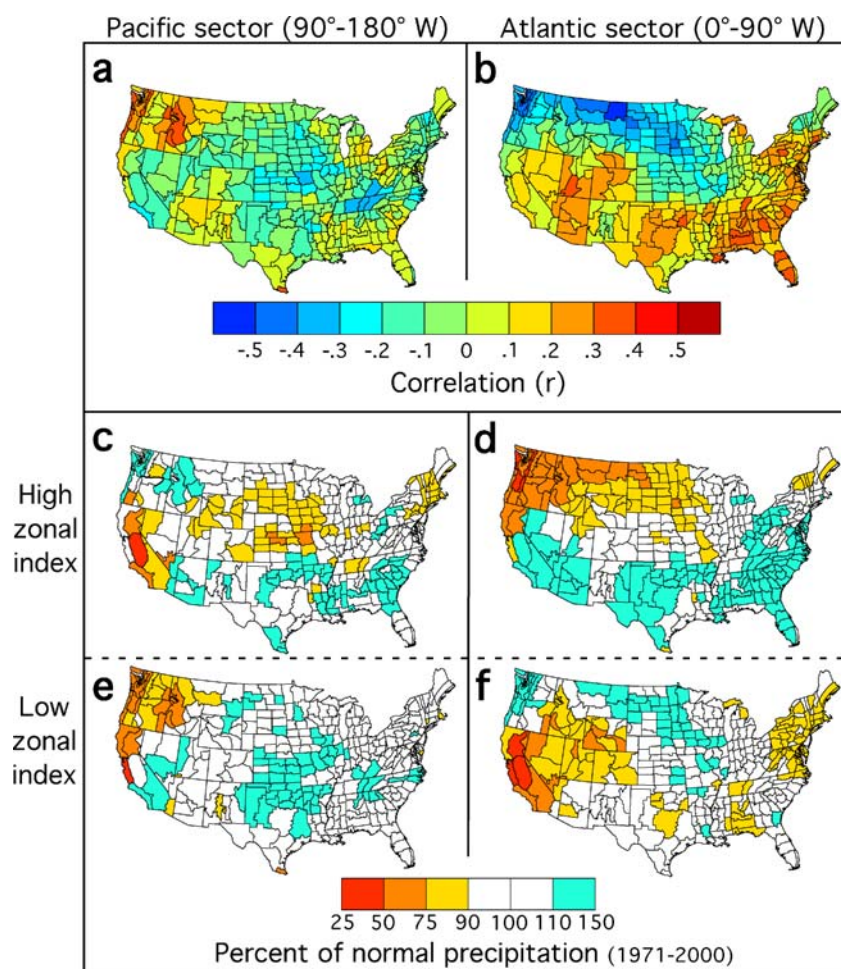 Pacific sector (90°-180° W)
Atlantic sector (0°-90° W)
a
b
-.5 -.4 -.3 -.2 -.1 0 .1 .2 .3 .4 .5
Correlation (r)
c
d
High
zonal
index
e
f
Low
zonal
index
25 50 75 90 100 110 150
Percent of normal precipitation (1971-2000)